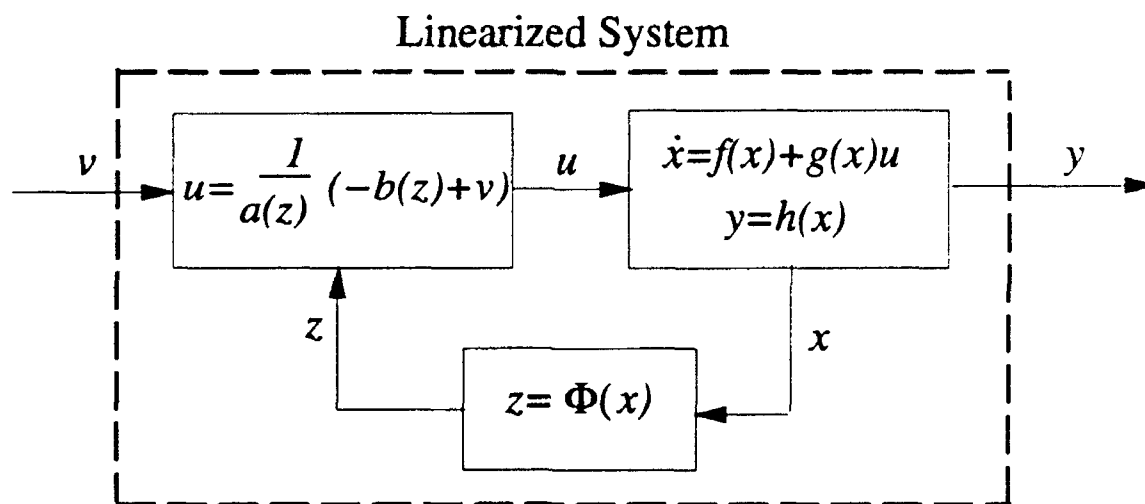 Linearized System
v
u= 1/a(z) (-b(z)+v)
u
ẋ=f(x)+g(x)u
y=h(x)
y
z
x
z= Φ(x)